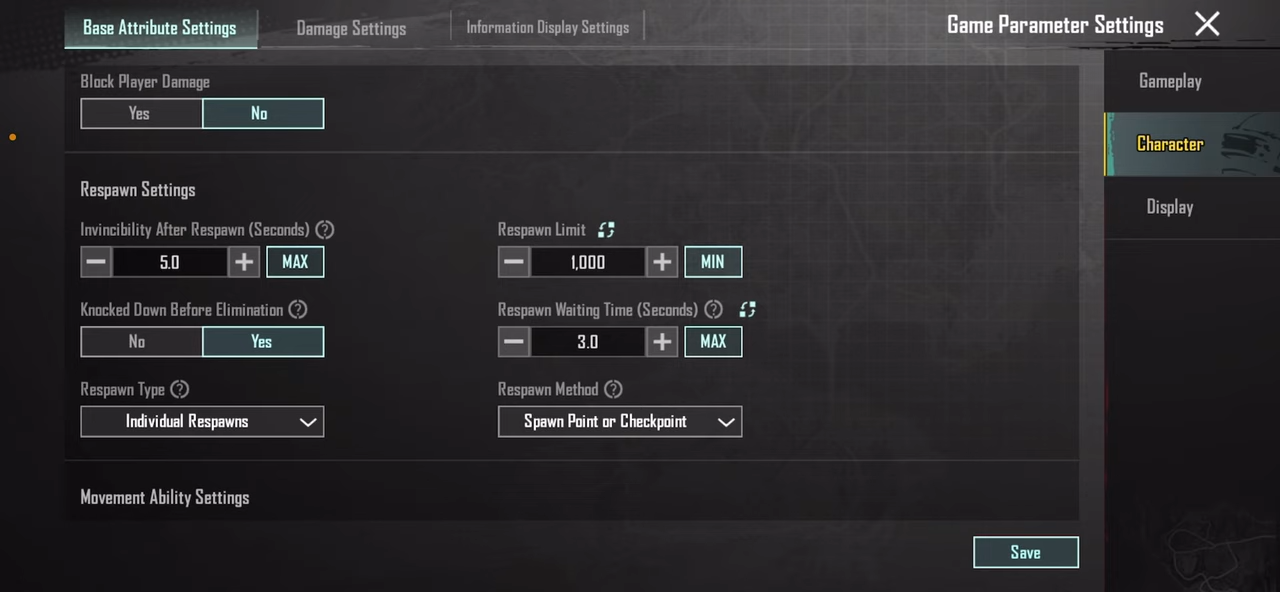 Base Attribute Settings
Damage Settings
Information Display Settings
Game Parameter Settings
Block Player Damage
Yes
No
Respawn Settings
Invincibility After Respawn (Seconds)
5.0
MAX
Respawn Limit
1,000
MIN
Knocked Down Before Elimination
No
Yes
Respawn Waiting Time (Seconds)
3.0
MAX
Respawn Type
Individual Respawns
Respawn Method
Spawn Point or Checkpoint
Movement Ability Settings
Save
Gameplay
Character
Display